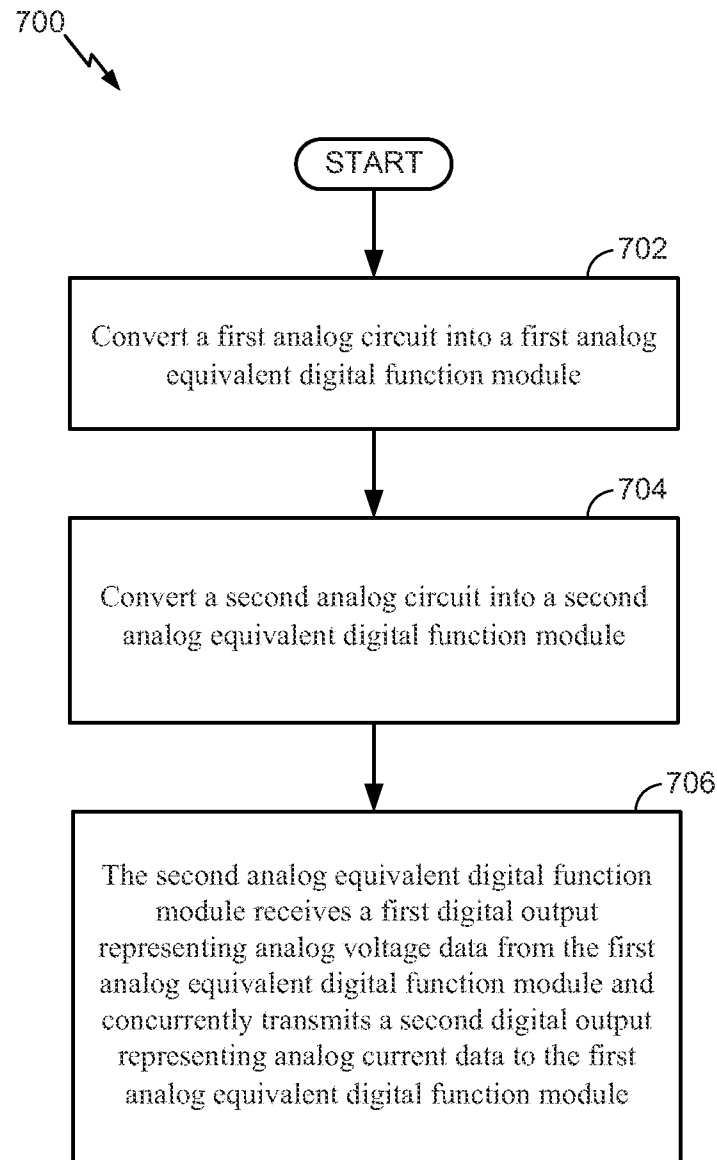 700
START
702
Convert a first analog circuit into a first analog
equivalent digital function module
704
Convert a second analog circuit into a second
analog equivalent digital function module
706
The second analog equivalent digital function
module receives a first digital output
representing analog voltage data from the first
analog equivalent digital function module and
concurrently transmits a second digital output
representing analog current data to the first
analog equivalent digital function module